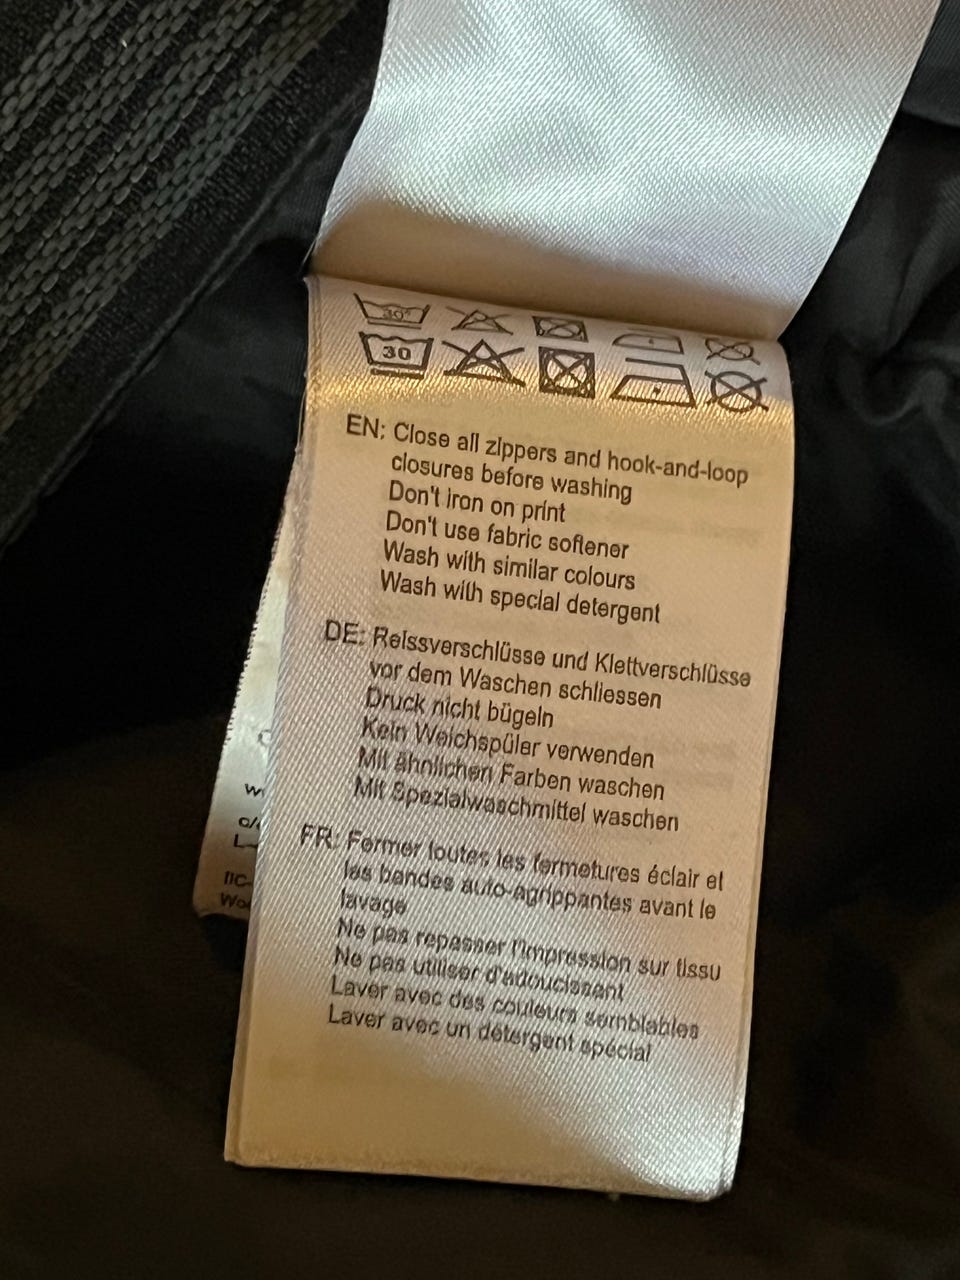 30°
30
EN: Close all zippers and hook-and-loop
closures before washing
Don't iron on print
Don't use fabric softener
Wash with similar colours
Wash with special detergent
DE: Reissverschlüsse und Klettverschlüsse
vor dem Waschen schliessen
Druck nicht bügeln
Kein Weichspüler verwenden
Mit ähnlichen Farben waschen
Mit Spezialwaschmittel waschen
FR: Fermer toutes les fermetures éclair et
les bandes auto-agrippantes avant le
lavage
Ne pas repasser l'impression sur tissu
Ne pas utiliser d'adoucissant
Laver avec des couleurs semblables
Laver avec un détergent spécial